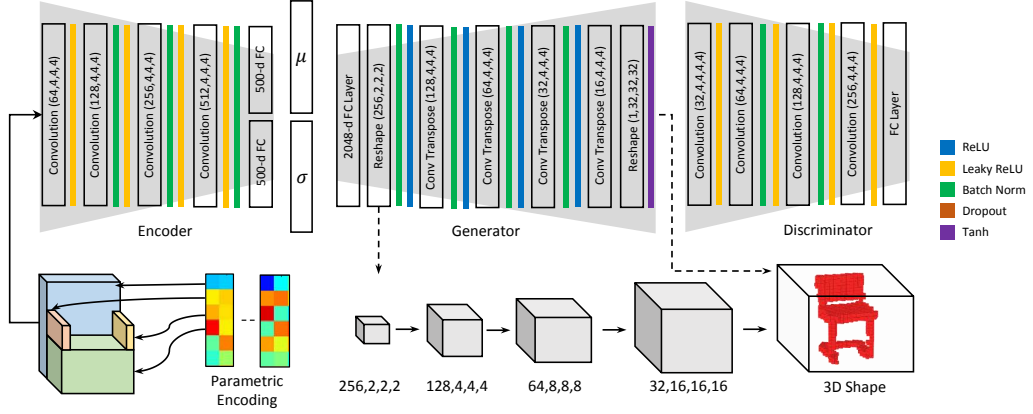 Convolution (64,4,4,4)
Convolution (128,4,4,4)
Convolution (256,4,4,4)
Convolution (512,4,4,4)
500-d FC
500-d FC
μ
σ
Encoder
2048-d FC Layer
Reshape (256,2,2,2)
Conv Transpose (128,4,4,4)
Conv Transpose (64,4,4,4)
Conv Transpose (32,4,4,4)
Conv Transpose (16,4,4,4)
Reshape (1,32,32,32)
Generator
Convolution (32,4,4,4)
Convolution (64,4,4,4)
Convolution (128,4,4,4)
Convolution (256,4,4,4)
FC Layer
Discriminator
ReLU
Leaky ReLU
Batch Norm
Dropout
Tanh
Parametric
Encoding
256,2,2,2
128,4,4,4
64,8,8,8
32,16,16,16
3D Shape